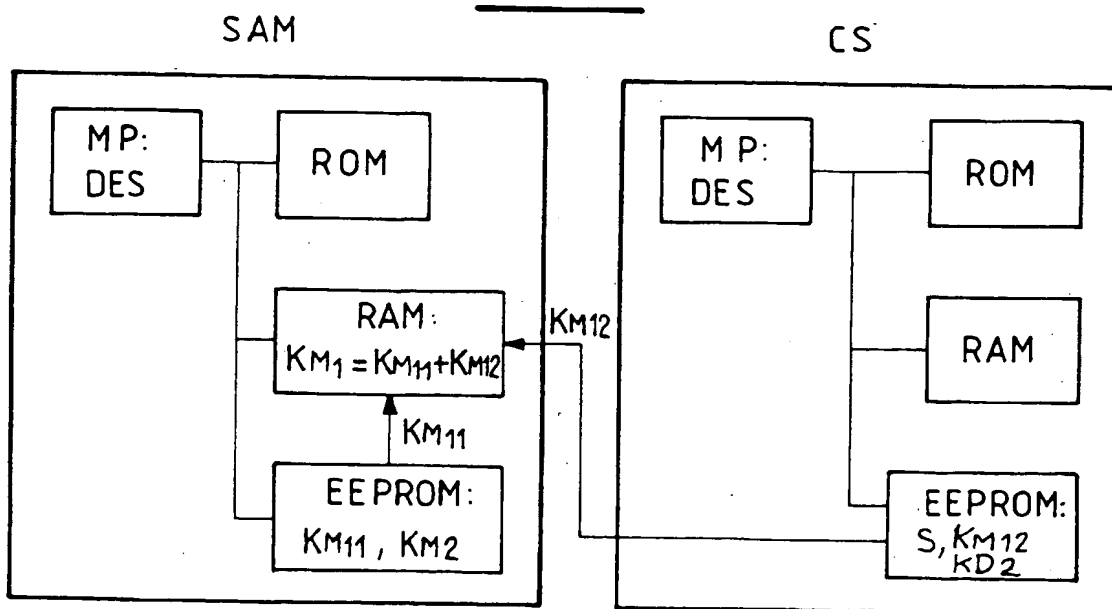 SAM
MP:
DES
ROM
RAM:
KM1 = KM11+KM12
KM11
EEPROM:
KM11, KM2
KM12
CS
MP:
DES
ROM
RAM
EEPROM:
S, KM12
KD2